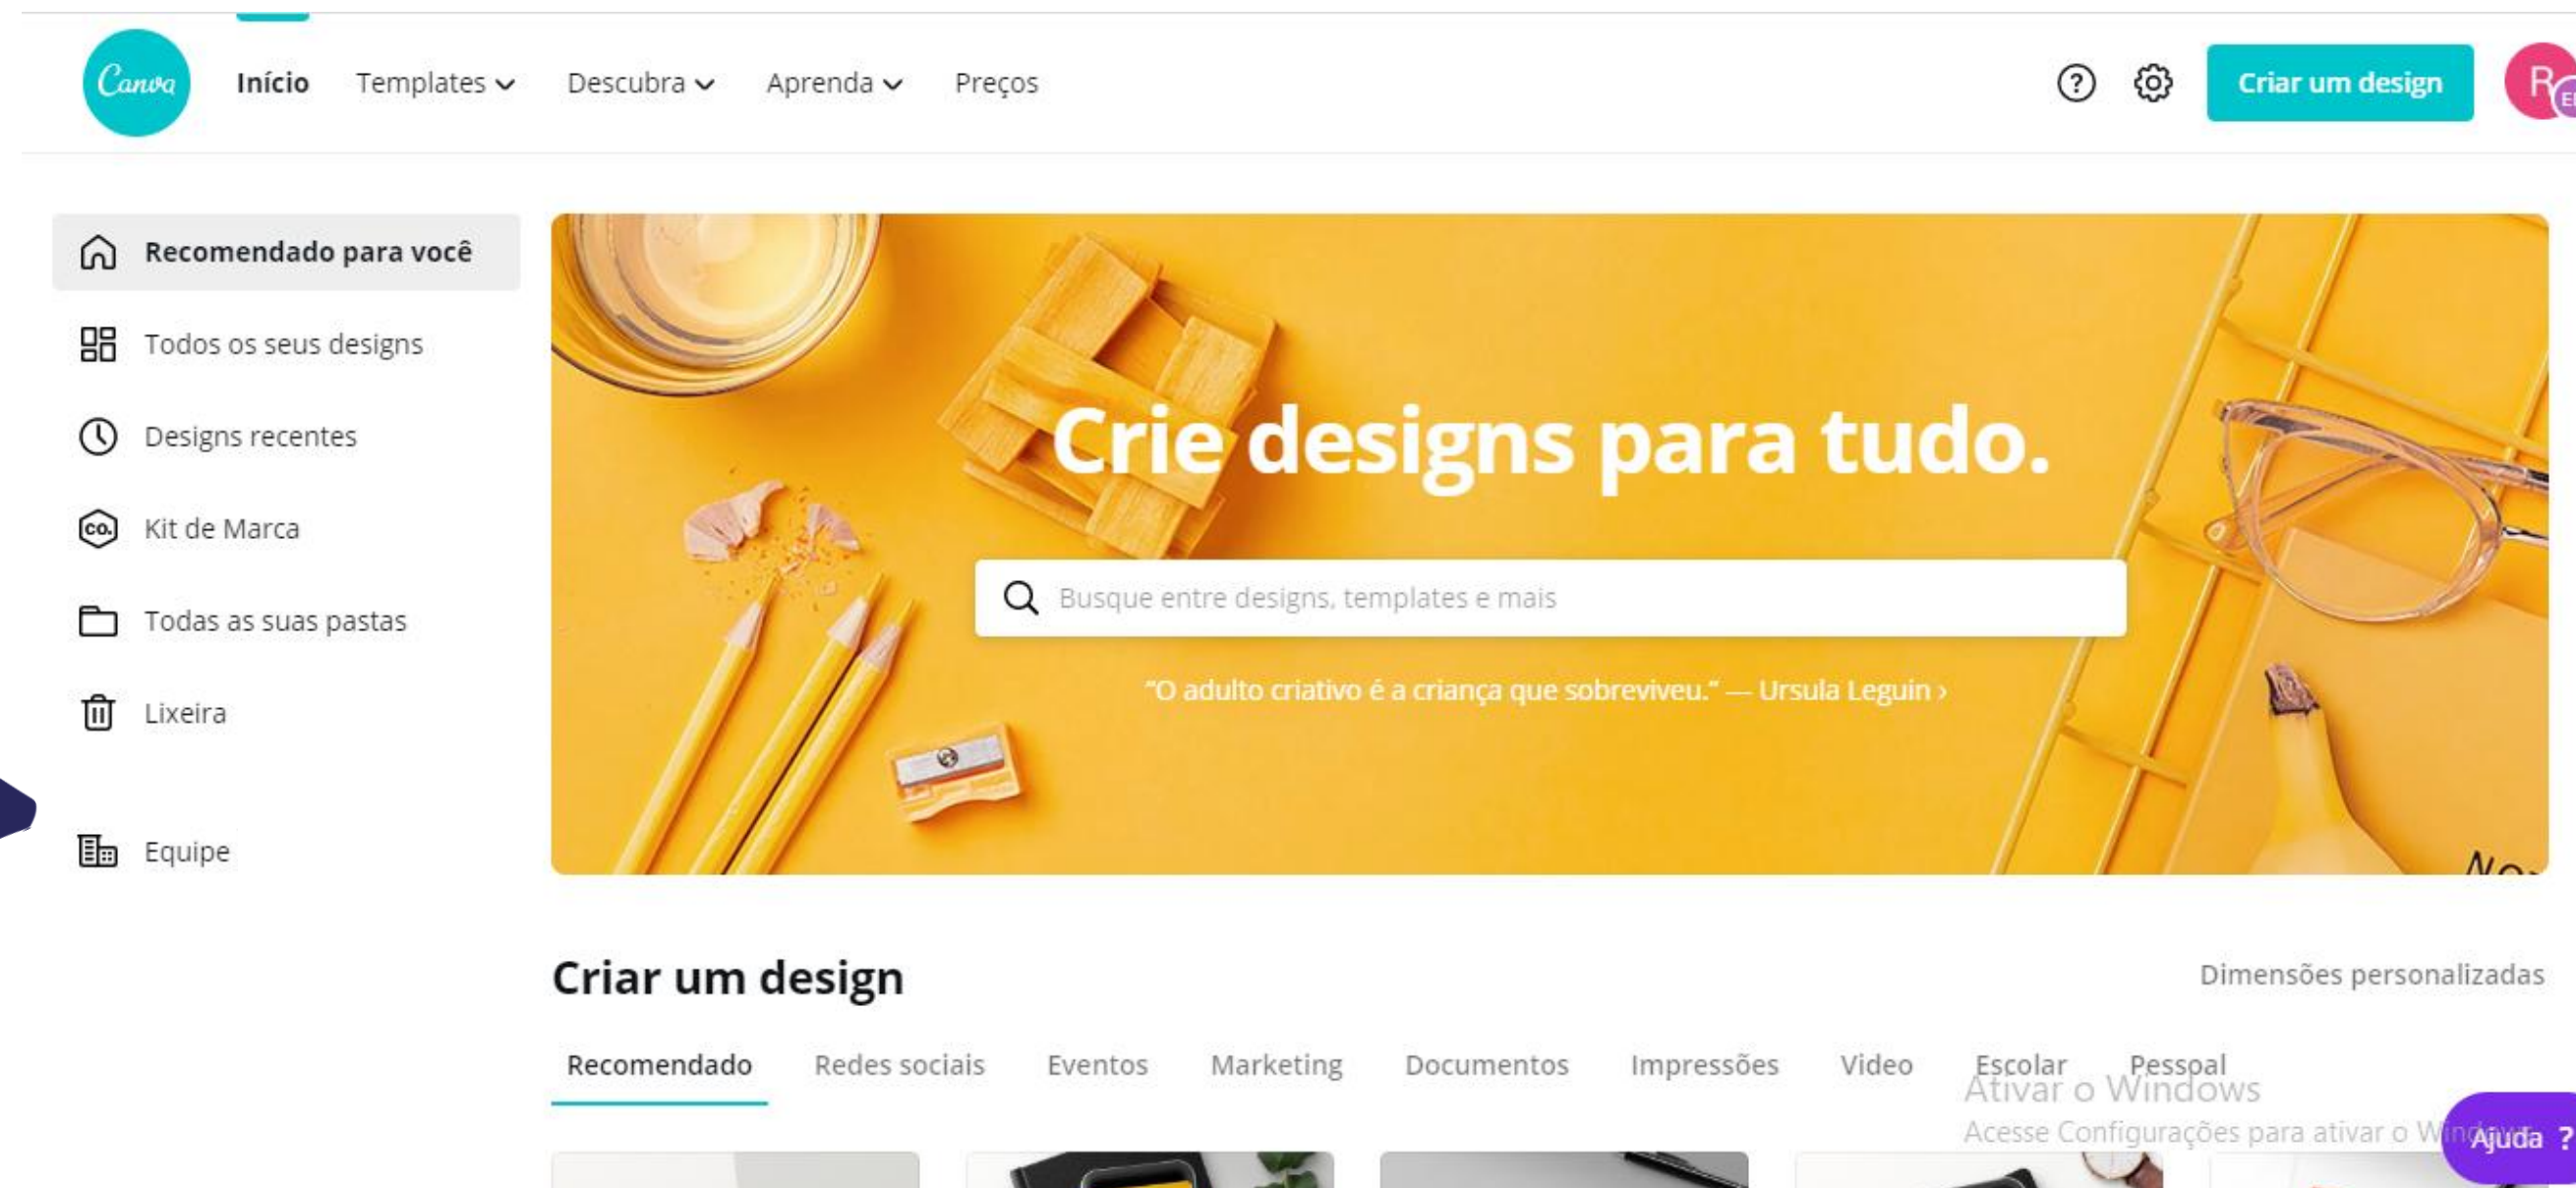 Canva
Início
Templates
Descubra
Aprenda
Preços
?
Criar um design
R
Recomendado para você
Todos os seus designs
Designs recentes
co.
Kit de Marca
Todas as suas pastas
Lixeira
Equipe
Crie designs para tudo.
Busque entre designs, templates e mais
"O adulto criativo é a criança que sobreviveu." — Ursula Leguin ›
Criar um design
Dimensões personalizadas
Recomendado
Redes sociais
Eventos
Marketing
Documentos
Impressões
Video
Escolar
Pessoal
Ativar o Windows
Acesse Configurações para ativar o Windows.
Ajuda ?